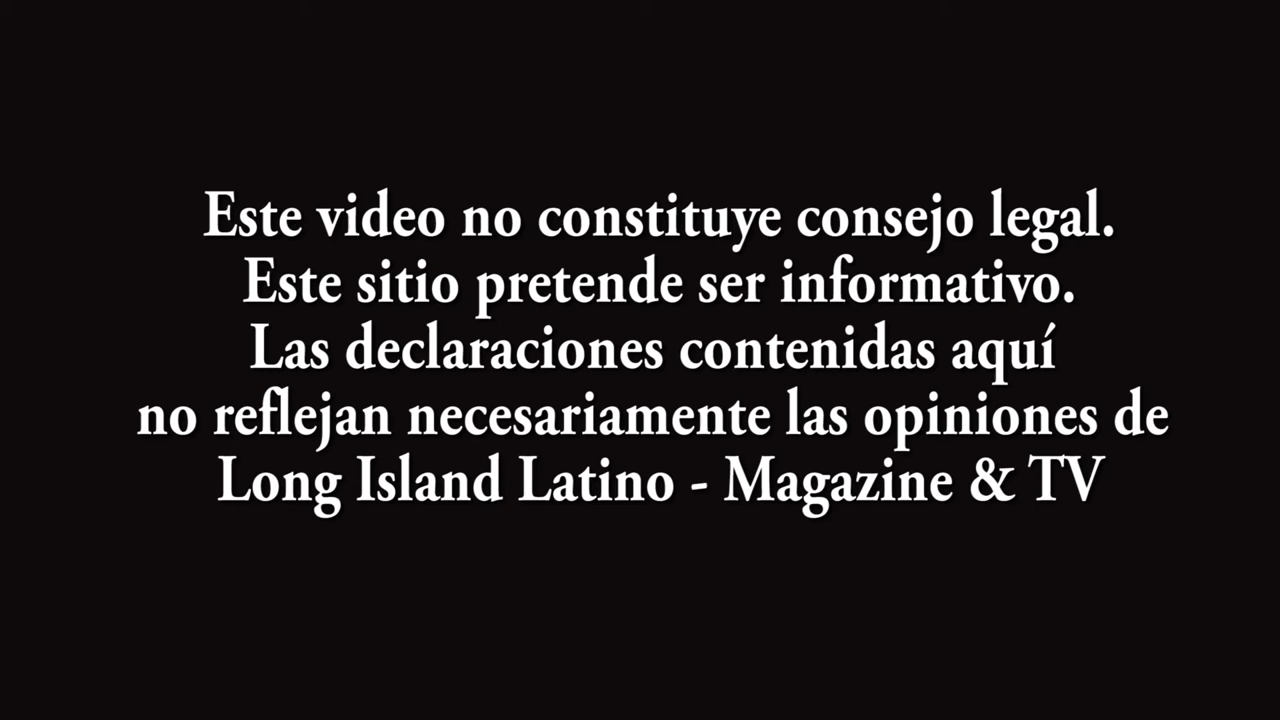 Este video no constituye consejo legal.
Este sitio pretende ser informativo.
Las declaraciones contenidas aquí
no reflejan necesariamente las opiniones de
Long Island Latino - Magazine & TV